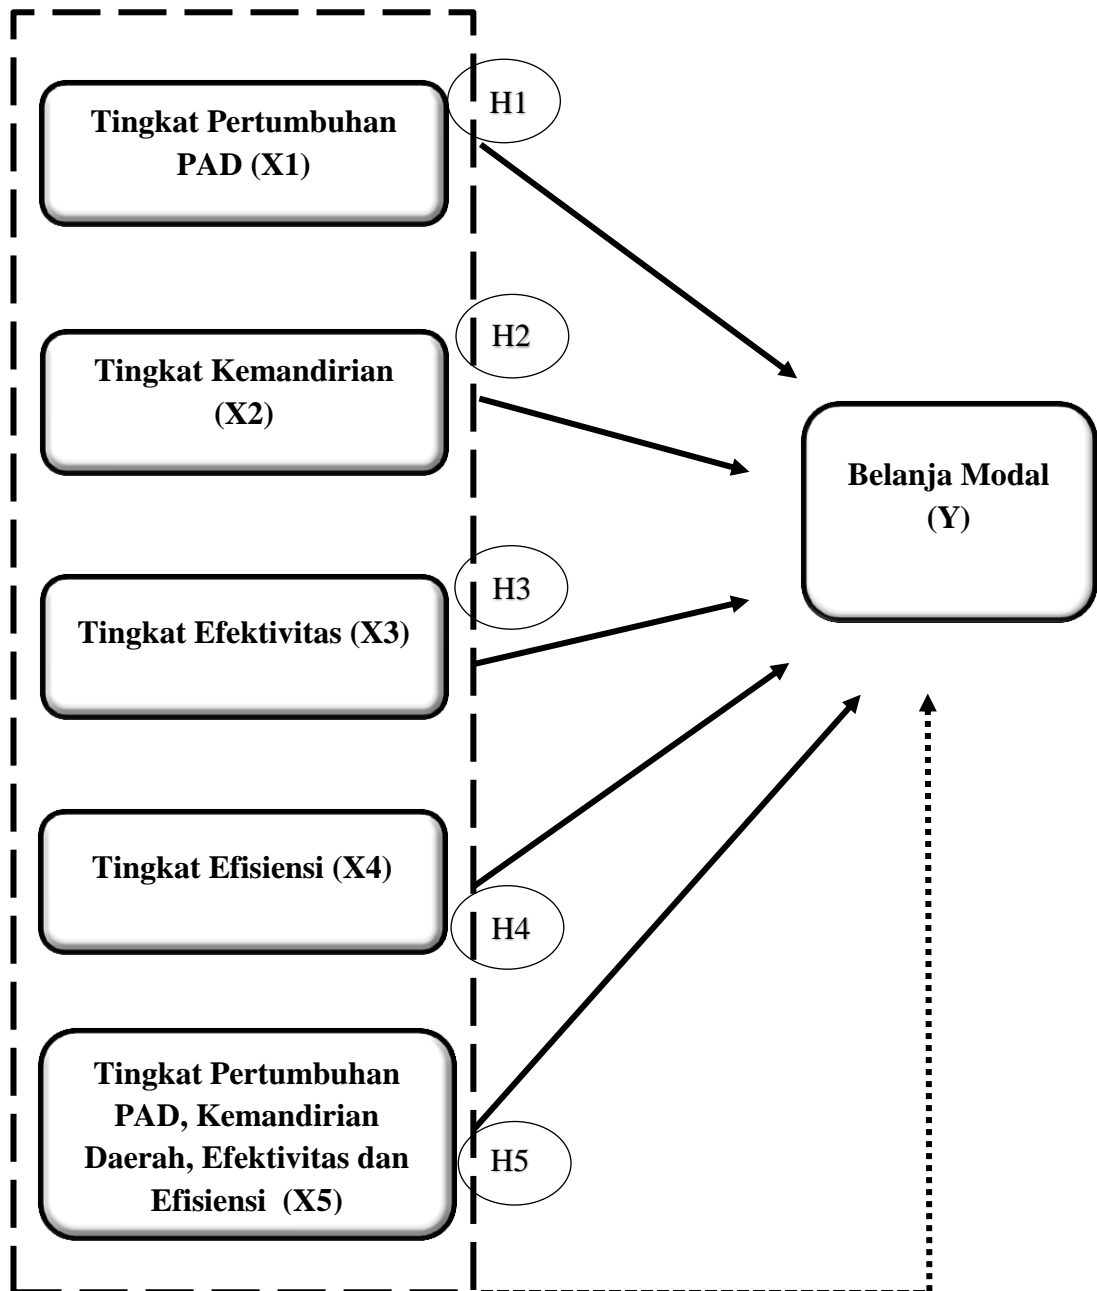 H1
Tingkat Pertumbuhan
PAD (X1)
H2
Tingkat Kemandirian
(X2)
Belanja Modal
(Y)
H3
Tingkat Efektivitas (X3)
Tingkat Efisiensi (X4)
H4
Tingkat Pertumbuhan
PAD, Kemandirian
Daerah, Efektivitas dan
Efisiensi (X5)
H5